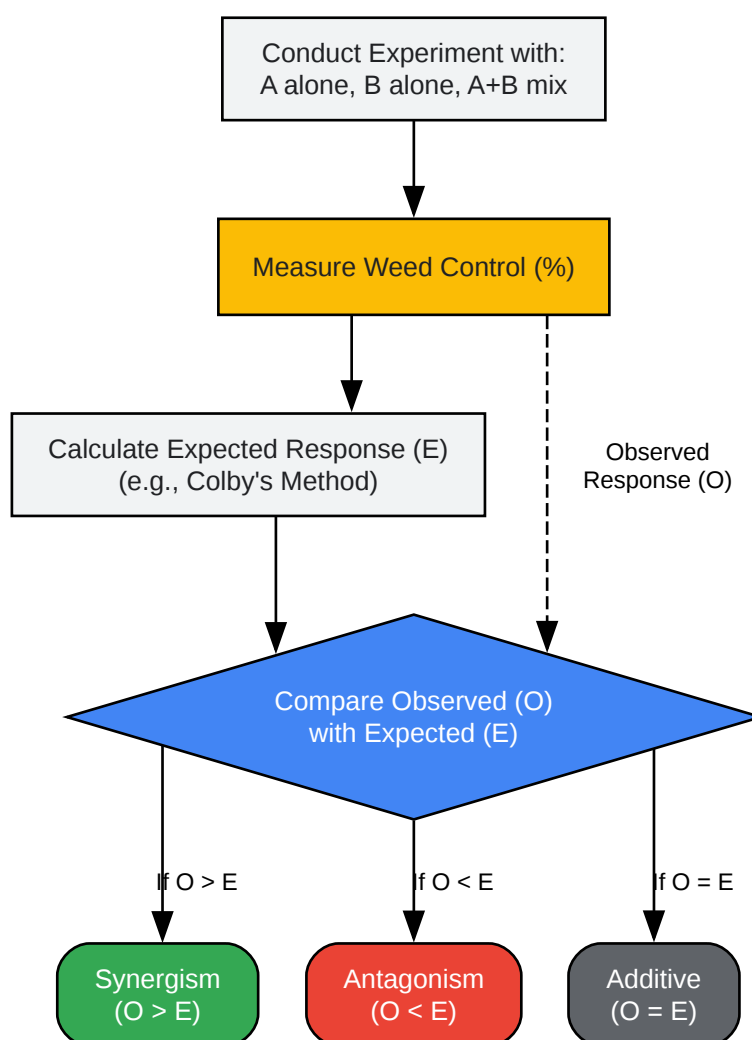 Conduct Experiment with:
A alone, B alone, A+B mix
Measure Weed Control (%)
Calculate Expected Response (E)
(e.g., Colby's Method)
Observed
Response (O)
Compare Observed (O)
with Expected (E)
If O > E
If O < E
If O = E
Synergism
(O > E)
Antagonism
(O < E)
Additive
(O = E)